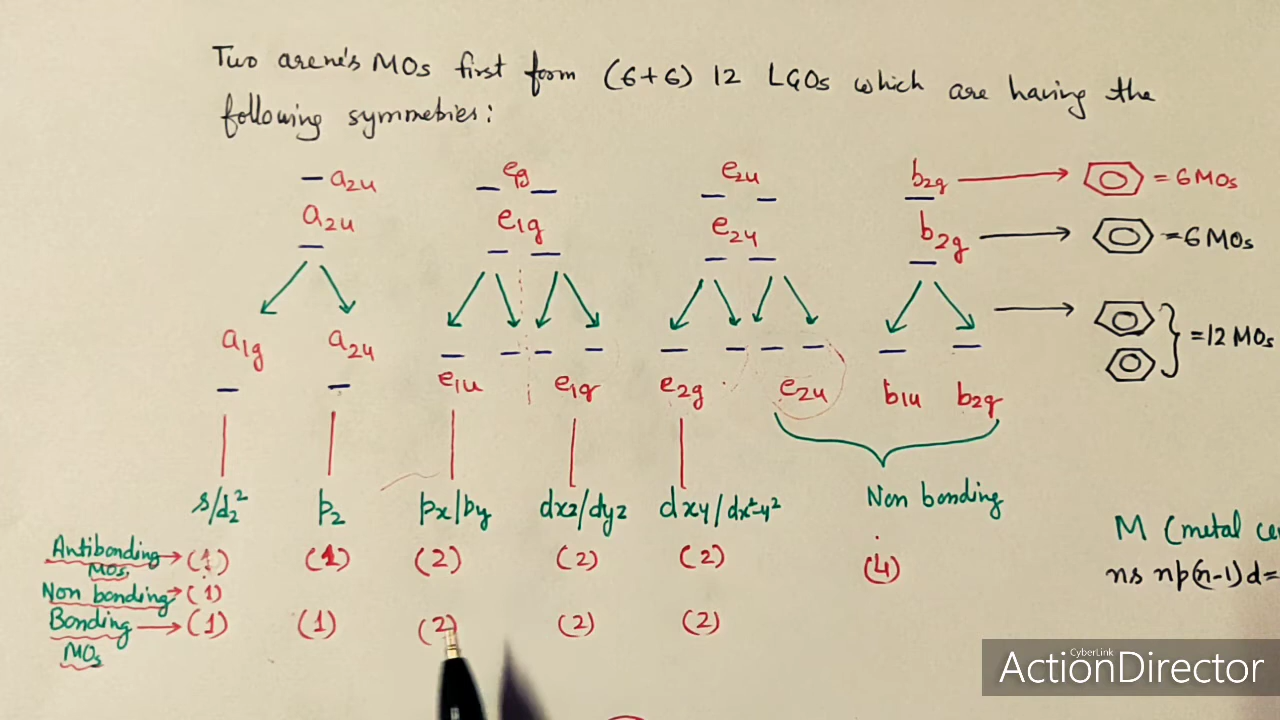 Two arene's MOs first form (6+6) 12 LGOs which are having the
following symmetries:
a2u eg e2u b2g = 6MOs
a2u e1g e2u b2g = 6MOs
a1g a2u e1u e1g e2g e2u b1u b2g = 12 MOs
s/dz² pz px/py dxz/dyz dxy/dx²-y² Non bonding
M (metal ce
ns np(n-1)d=
Antibonding MOs → (1) (1) (2) (2) (2) (4)
Non bonding → (1)
Bonding MOs → (1) (1) (2) (2) (2)
CyberLink
ActionDirector